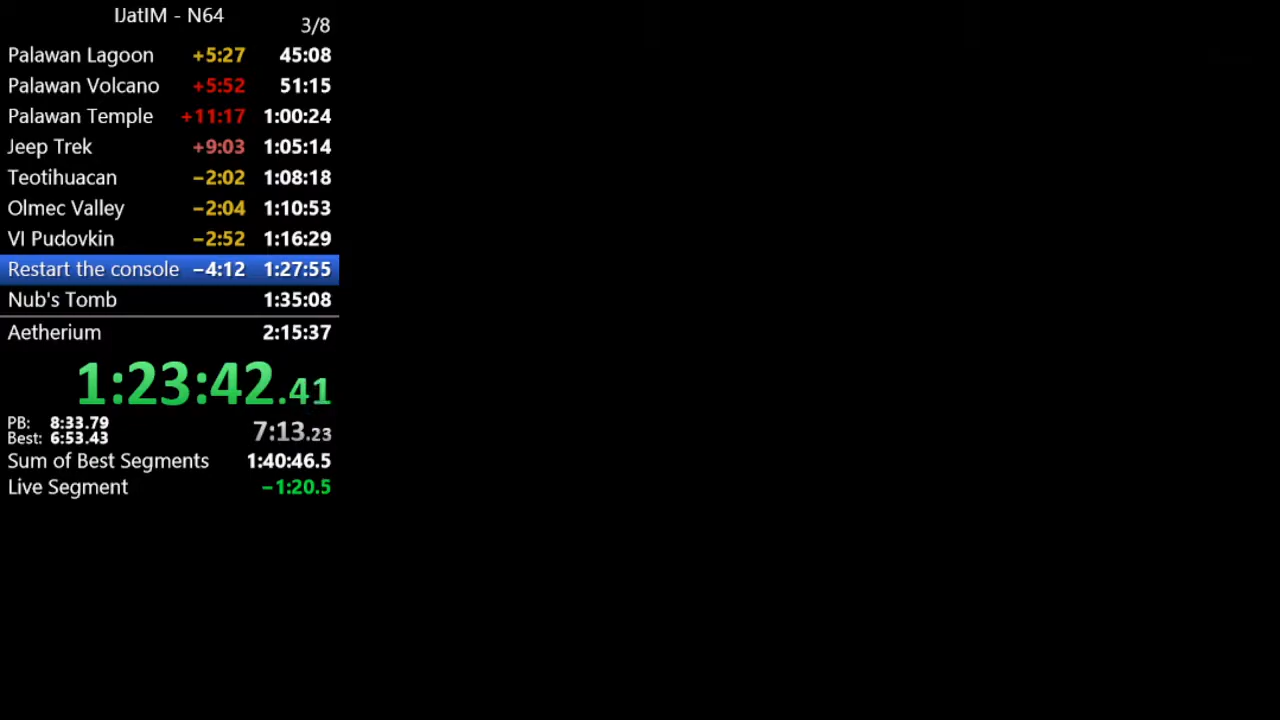 IJatIM - N64
3/8
Palawan Lagoon +5:27 45:08
Palawan Volcano +5:52 51:15
Palawan Temple +11:17 1:00:24
Jeep Trek +9:03 1:05:14
Teotihuacan −2:02 1:08:18
Olmec Valley −2:04 1:10:53
VI Pudovkin −2:52 1:16:29
Restart the console −4:12 1:27:55
Nub's Tomb 1:35:08
Aetherium 2:15:37
1:23:42.41
PB: 8:33.79 7:13.23
Best: 6:53.43
Sum of Best Segments 1:40:46.5
Live Segment −1:20.5